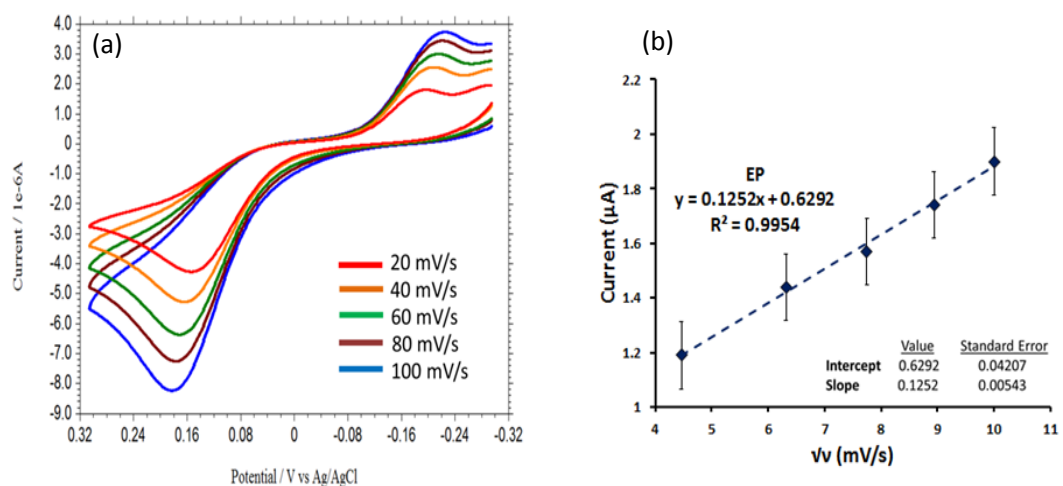 (a)
4.0
3.0
2.0
1.0
0
-1.0
-2.0
-3.0
-4.0
-5.0
-6.0
-7.0
-8.0
-9.0
Current / 1e-6A
20 mV/s
40 mV/s
60 mV/s
80 mV/s
100 mV/s
0.32 0.24 0.16 0.08 0 -0.08 -0.16 -0.24 -0.32
Potential / V vs Ag/AgCl
(b)
2.2
2
1.8
1.6
1.4
1.2
1
Current (µA)
EP
y = 0.1252x + 0.6292
R² = 0.9954
Value Standard Error
Intercept 0.6292 0.04207
Slope 0.1252 0.00543
4 5 6 7 8 9 10 11
√ν (mV/s)